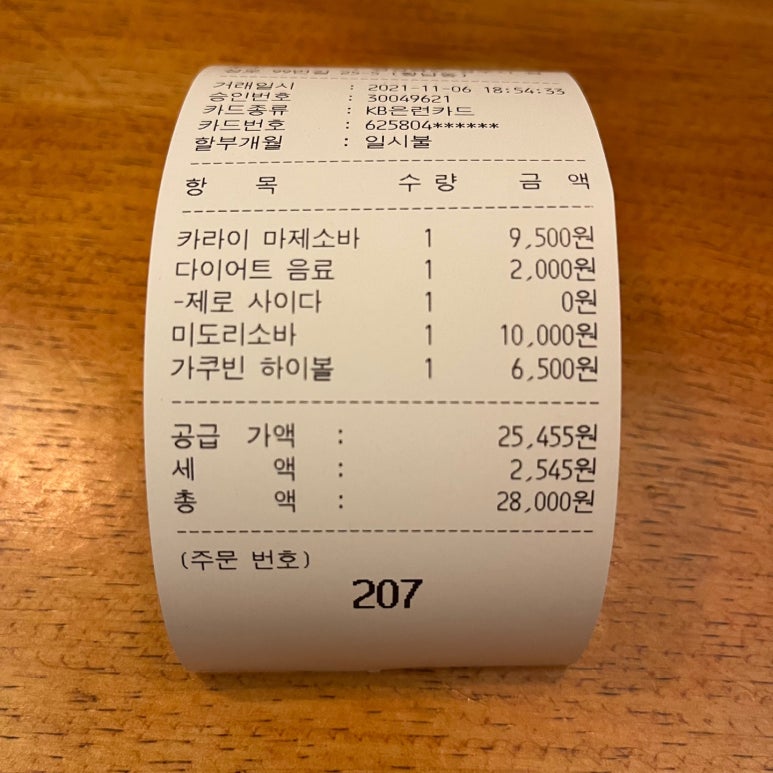 거래일시 : 2021-11-06 18:54:33
승인번호 : 30049621
카드종류 : KB은련카드
카드번호 : 625804******
할부개월 : 일시불
항 목 수 량 금 액
카라이 마제소바 1 9,500원
다이어트 음료 1 2,000원
-제로 사이다 1 0원
미도리소바 1 10,000원
가쿠빈 하이볼 1 6,500원
공급 가액 : 25,455원
세 액 : 2,545원
총 액 : 28,000원
(주문 번호)
207